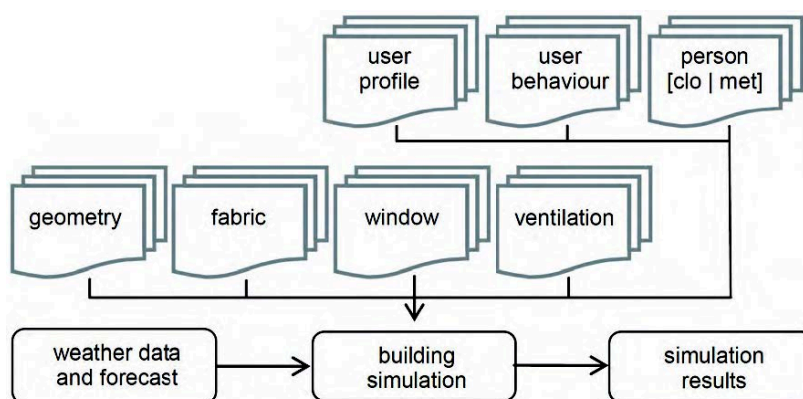 user
profile
user
behaviour
person
[clo | met]
geometry
fabric
window
ventilation
weather data
and forecast
building
simulation
simulation
results